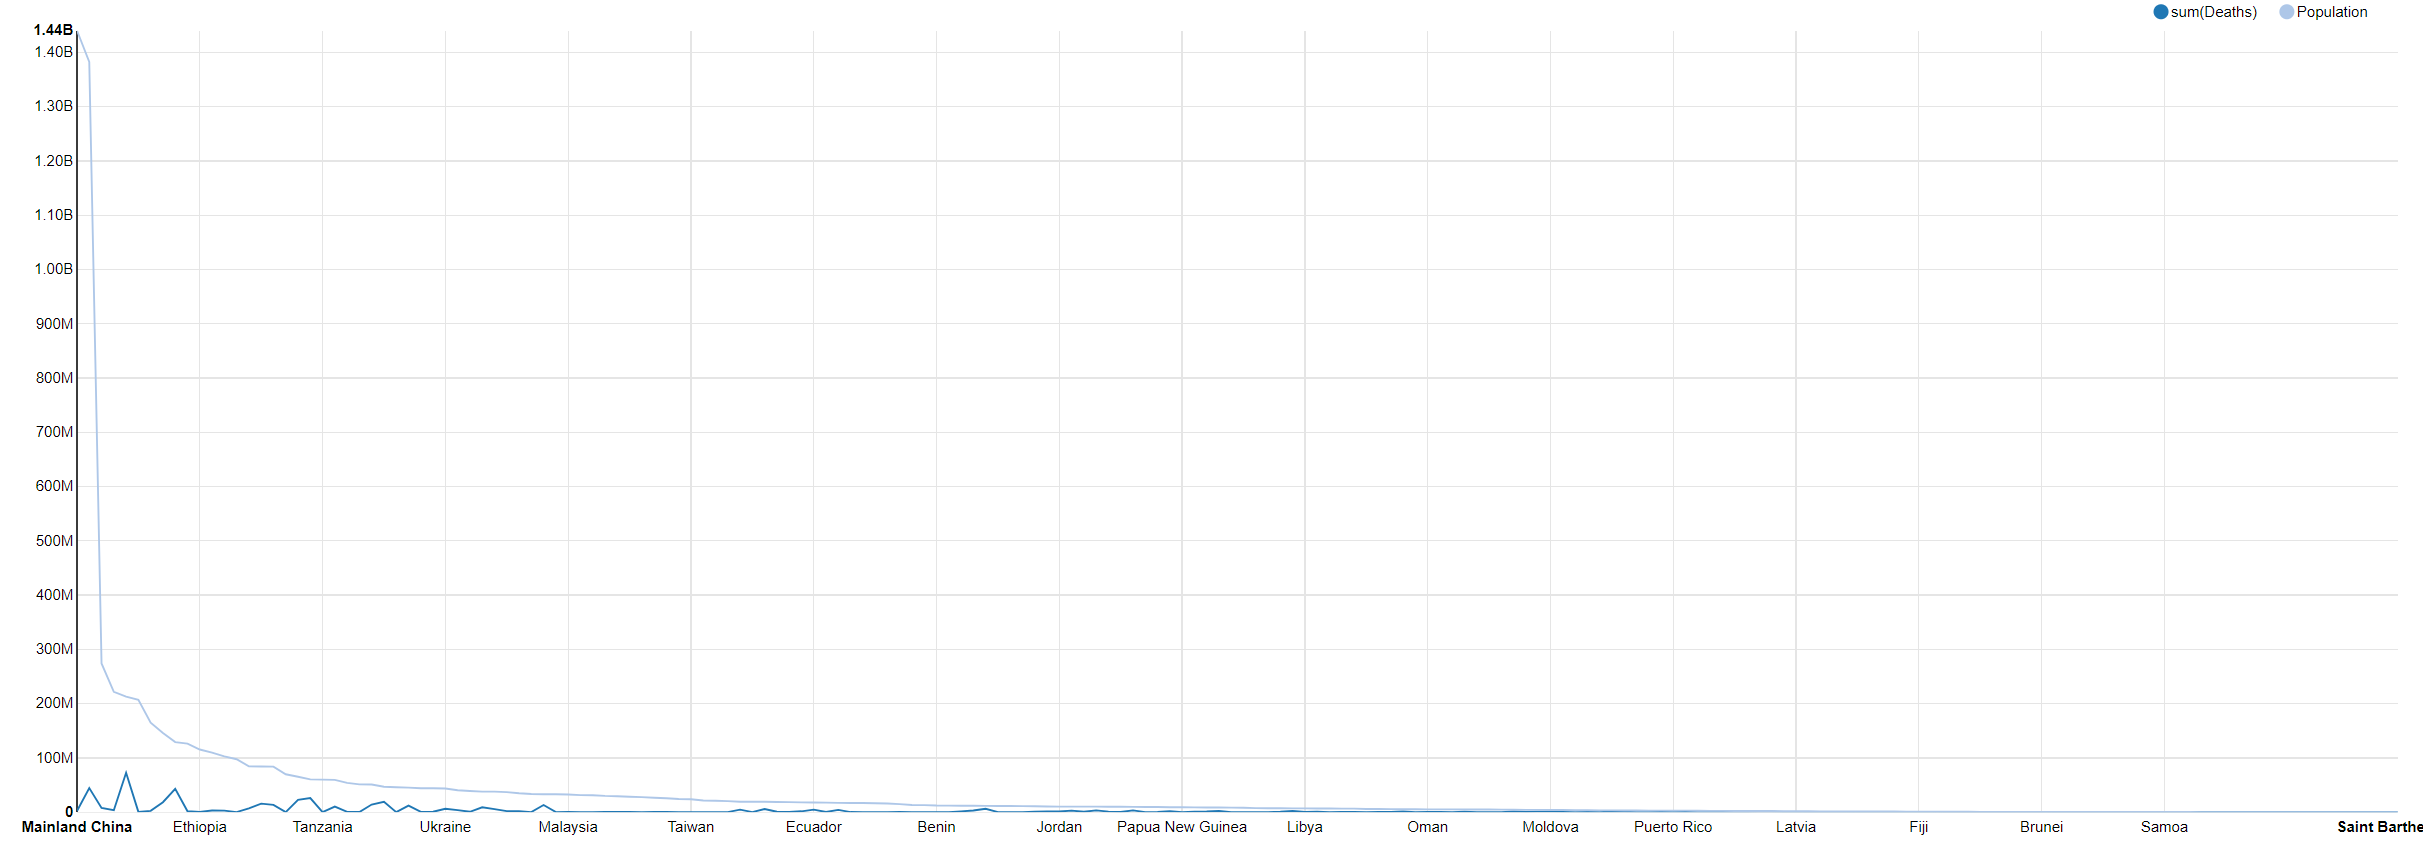 sum(Deaths) Population
1.44B
1.40B
1.30B
1.20B
1.10B
1.00B
900M
800M
700M
600M
500M
400M
300M
200M
100M
0
Mainland China Ethiopia Tanzania Ukraine Malaysia Taiwan Ecuador Benin Jordan Papua New Guinea Libya Oman Moldova Puerto Rico Latvia Fiji Brunei Samoa Saint Barthe